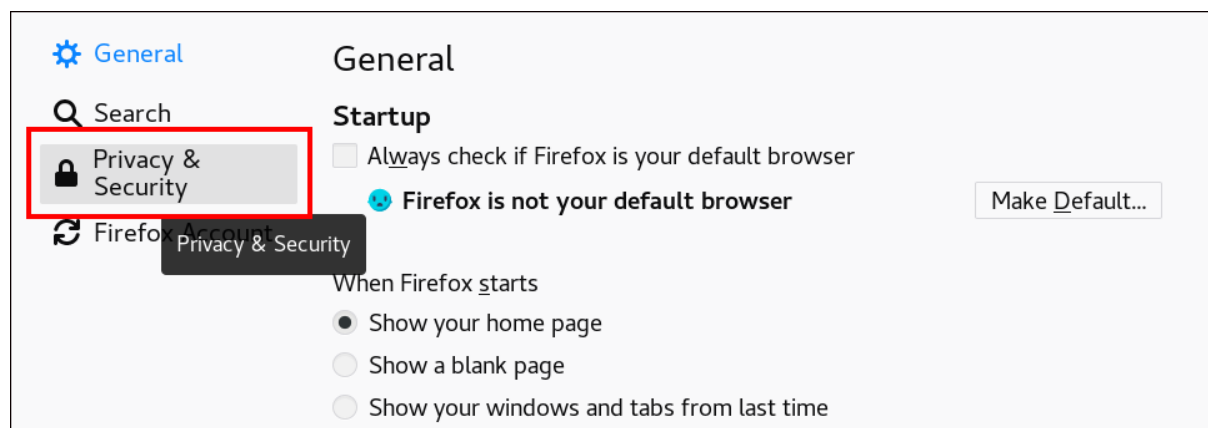 General
Search
Privacy &
Security
Firefox Account
Privacy & Security
General
Startup
Always check if Firefox is your default browser
Firefox is not your default browser
Make Default...
When Firefox starts
Show your home page
Show a blank page
Show your windows and tabs from last time